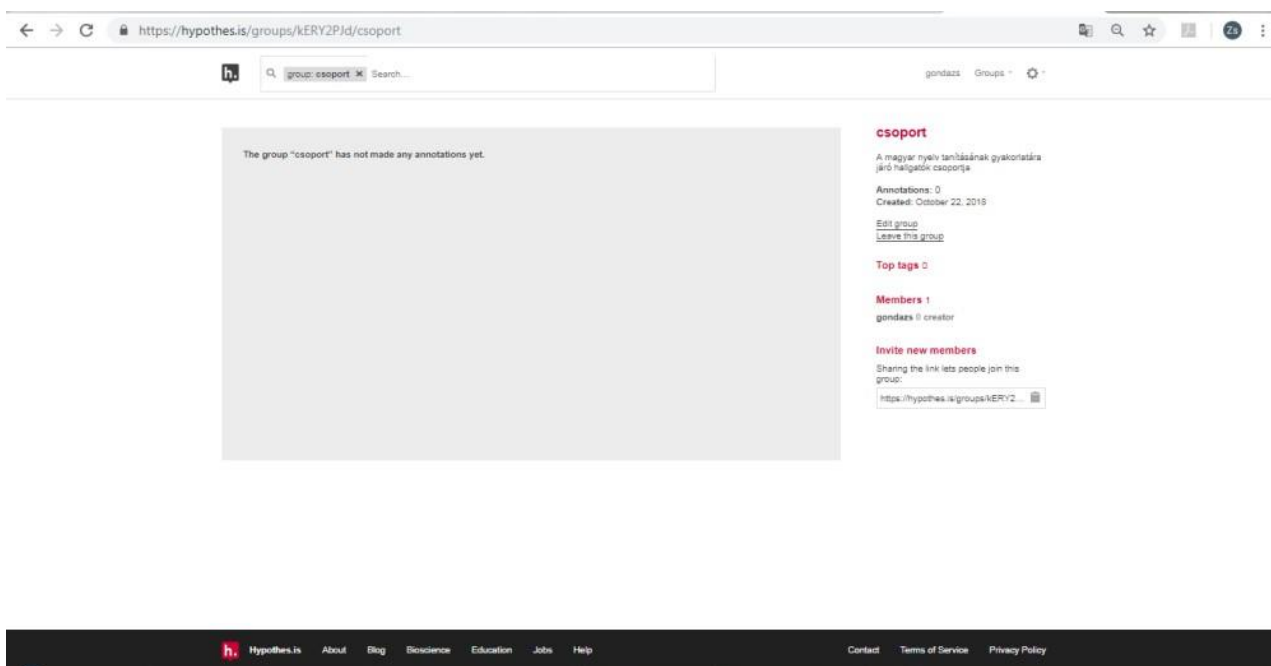 https://hypothes.is/groups/kERY2PJd/csoport
Zs
h. group: csoport × Search... gondazs Groups
The group "csoport" has not made any annotations yet.
csoport
A magyar nyelv tanításának gyakorlatára
járó hallgatók csoportja
Annotations: 0
Created: October 22, 2018
Edit group
Leave this group
Top tags 0
Members 1
gondazs creator
Invite new members
Sharing the link lets people join this
group:
https://hypothes.is/groups/kERY2...
h. Hypothes.is About Blog Bioscience Education Jobs Help Contact Terms of Service Privacy Policy